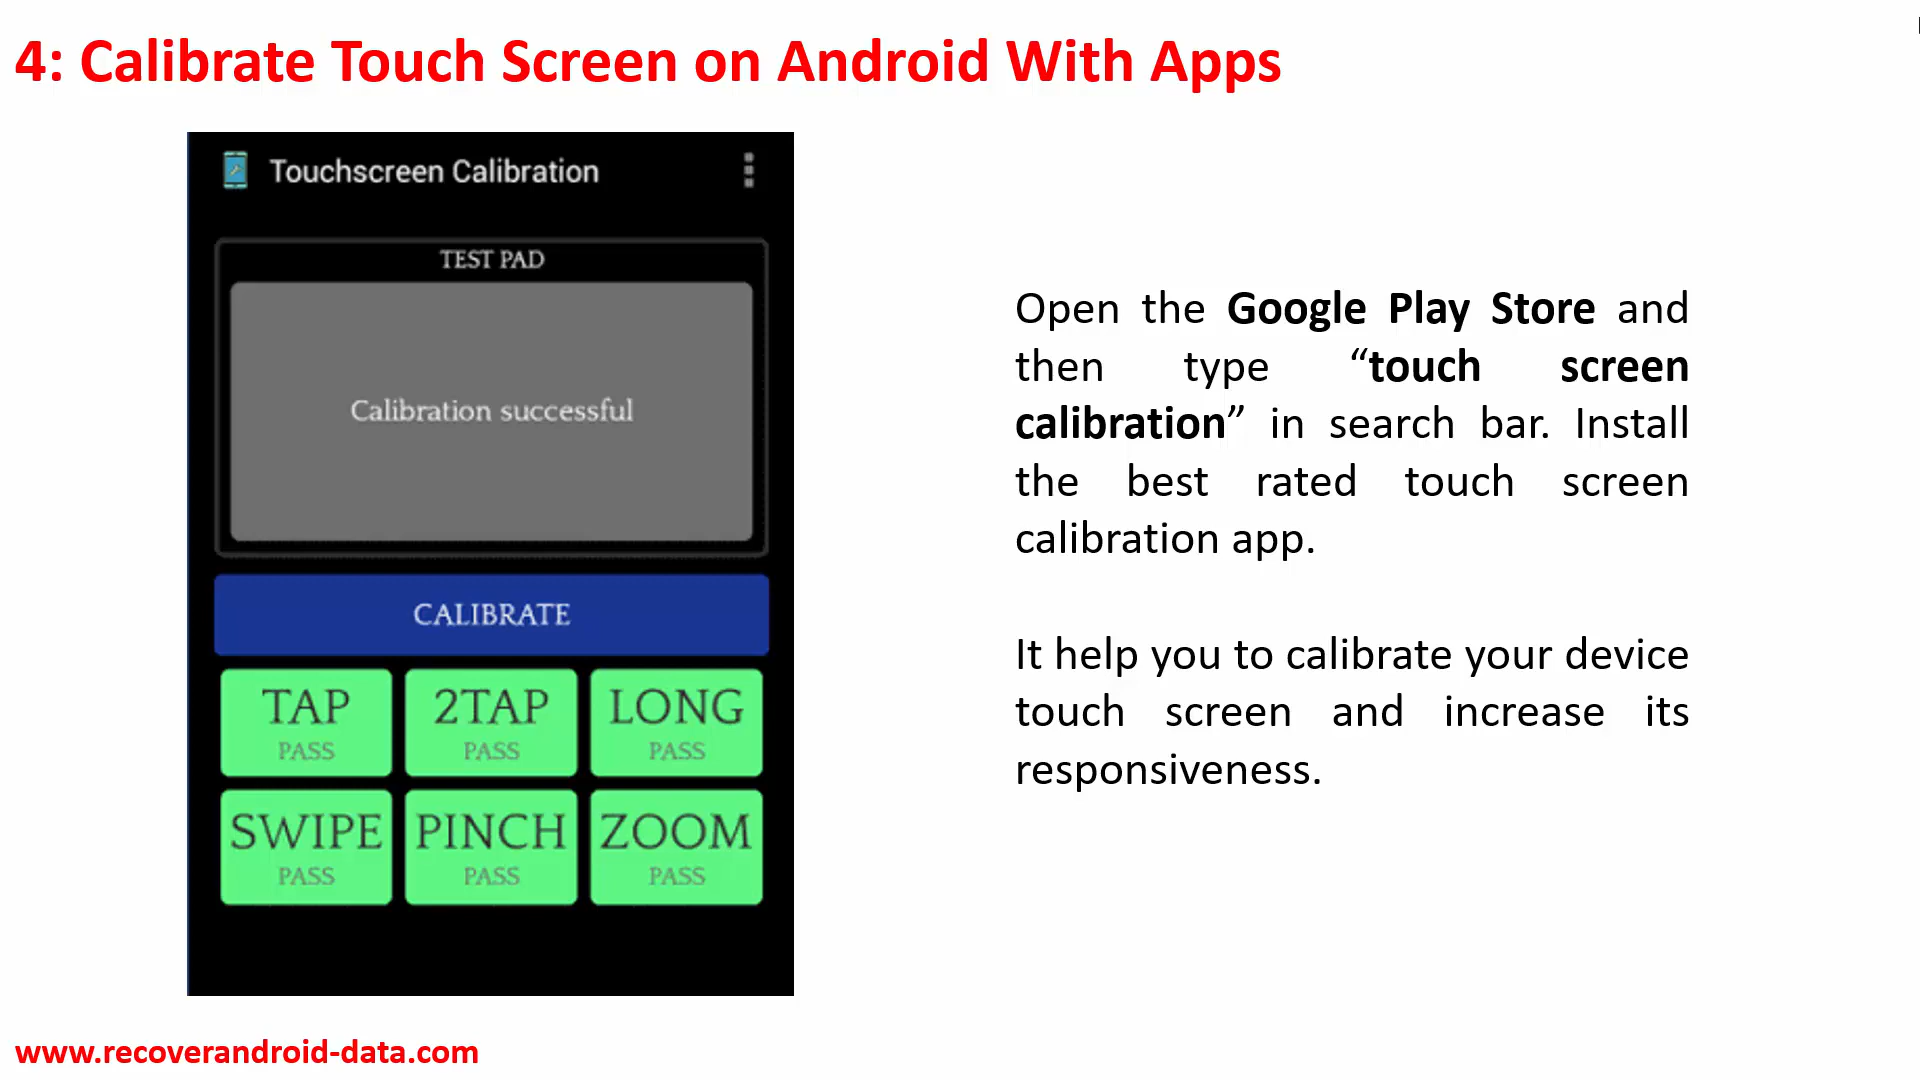 4: Calibrate Touch Screen on Android With Apps
Touchscreen Calibration
TEST PAD
Calibration successful
CALIBRATE
TAP
PASS
2TAP
PASS
LONG
PASS
SWIPE
PASS
PINCH
PASS
ZOOM
PASS
Open the Google Play Store and
then type “touch screen
calibration” in search bar. Install
the best rated touch screen
calibration app.
It help you to calibrate your device
touch screen and increase its
responsiveness.
www.recoverandroid-data.com